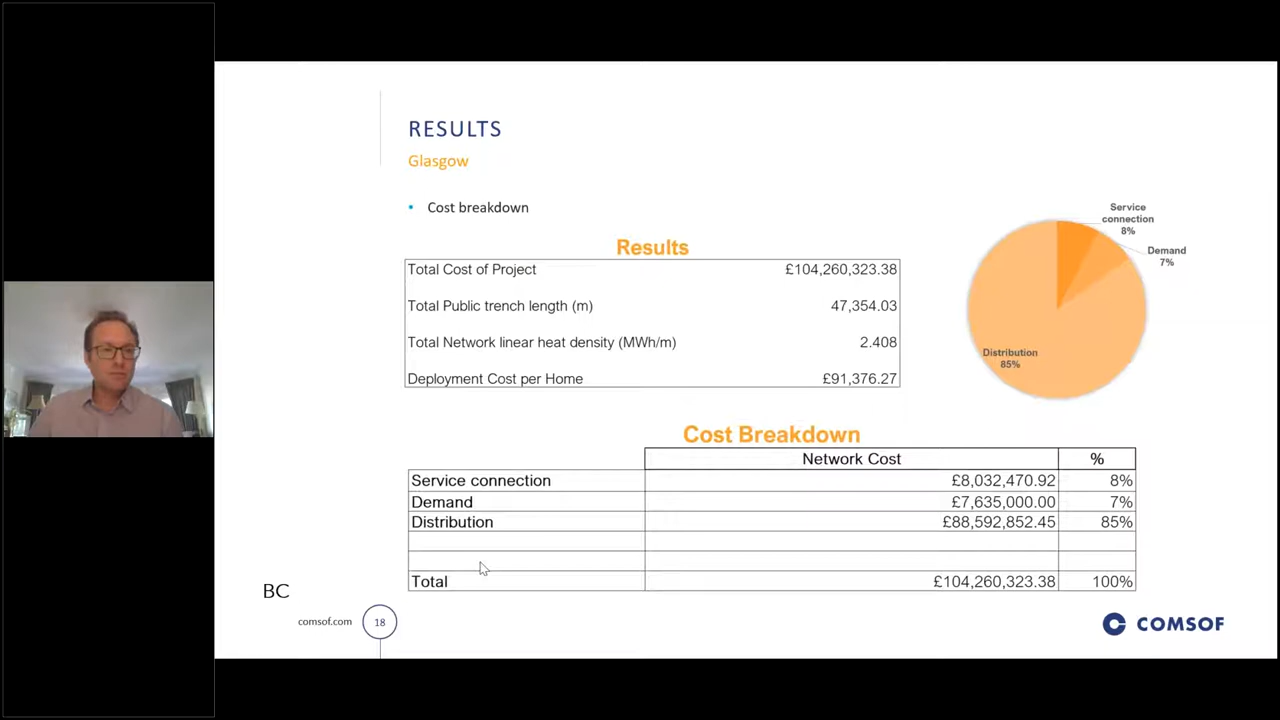 RESULTS
Glasgow
• Cost breakdown
Results
Total Cost of Project £104,260,323.38
Total Public trench length (m) 47,354.03
Total Network linear heat density (MWh/m) 2.408
Deployment Cost per Home £91,376.27
Service
connection
8%
Demand
7%
Distribution
85%
Cost Breakdown
Network Cost %
Service connection £8,032,470.92 8%
Demand £7,635,000.00 7%
Distribution £88,592,852.45 85%
Total £104,260,323.38 100%
BC
comsof.com 18
COMSOF